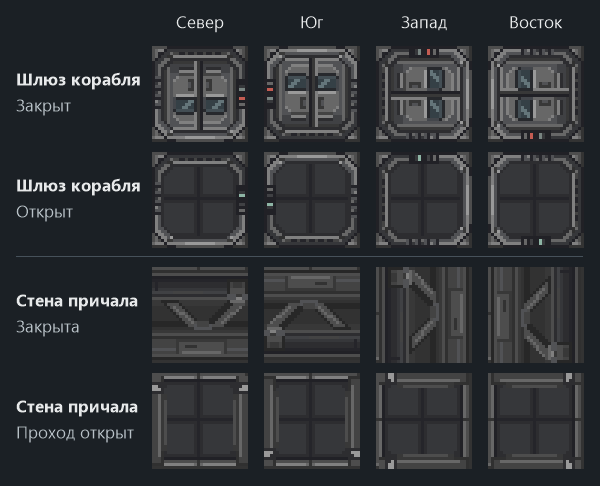 Север Юг Запад Восток
Шлюз корабля
Закрыт
Шлюз корабля
Открыт
Стена причала
Закрыта
Стена причала
Проход открыт